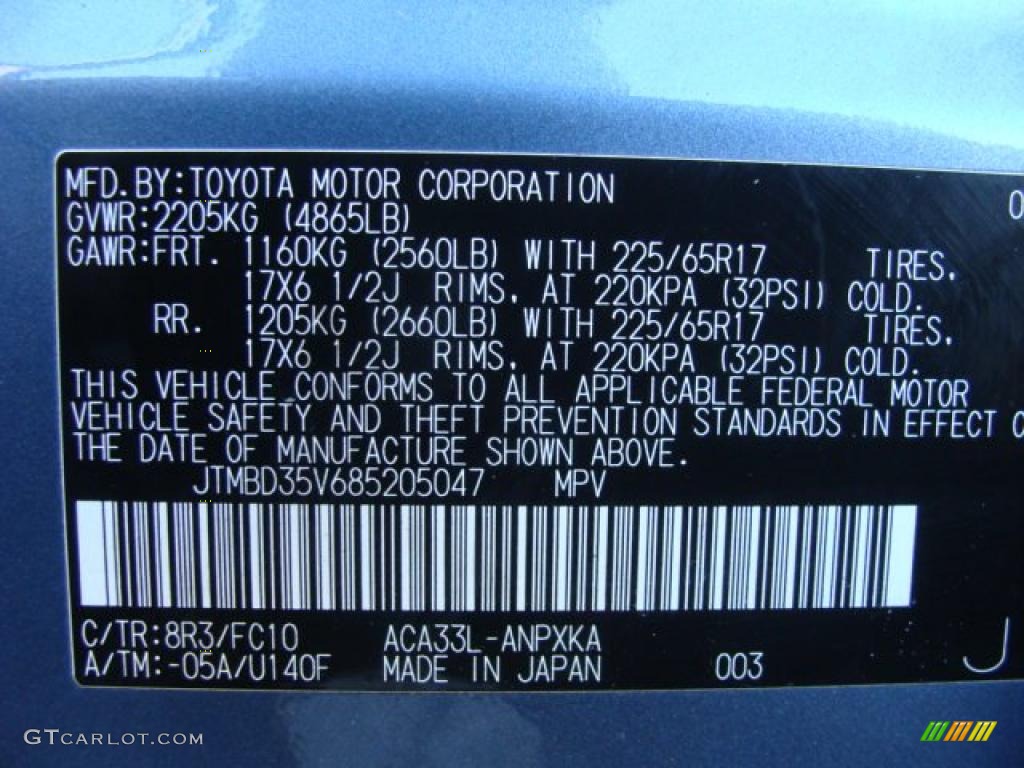 MFD.BY:TOYOTA MOTOR CORPORATION 0
GVWR:2205KG (4865LB)
GAWR:FRT. 1160KG (2560LB) WITH 225/65R17 TIRES,
17X6 1/2J RIMS, AT 220KPA (32PSI) COLD.
RR. 1205KG (2660LB) WITH 225/65R17 TIRES,
17X6 1/2J RIMS, AT 220KPA (32PSI) COLD.
THIS VEHICLE CONFORMS TO ALL APPLICABLE FEDERAL MOTOR
VEHICLE SAFETY AND THEFT PREVENTION STANDARDS IN EFFECT
THE DATE OF MANUFACTURE SHOWN ABOVE.
JTMBD35V685205047 MPV
C/TR:8R3/FC10 ACA33L-ANPXKA
A/TM:-05A/U140F MADE IN JAPAN 003 J
GTCARLOT.COM